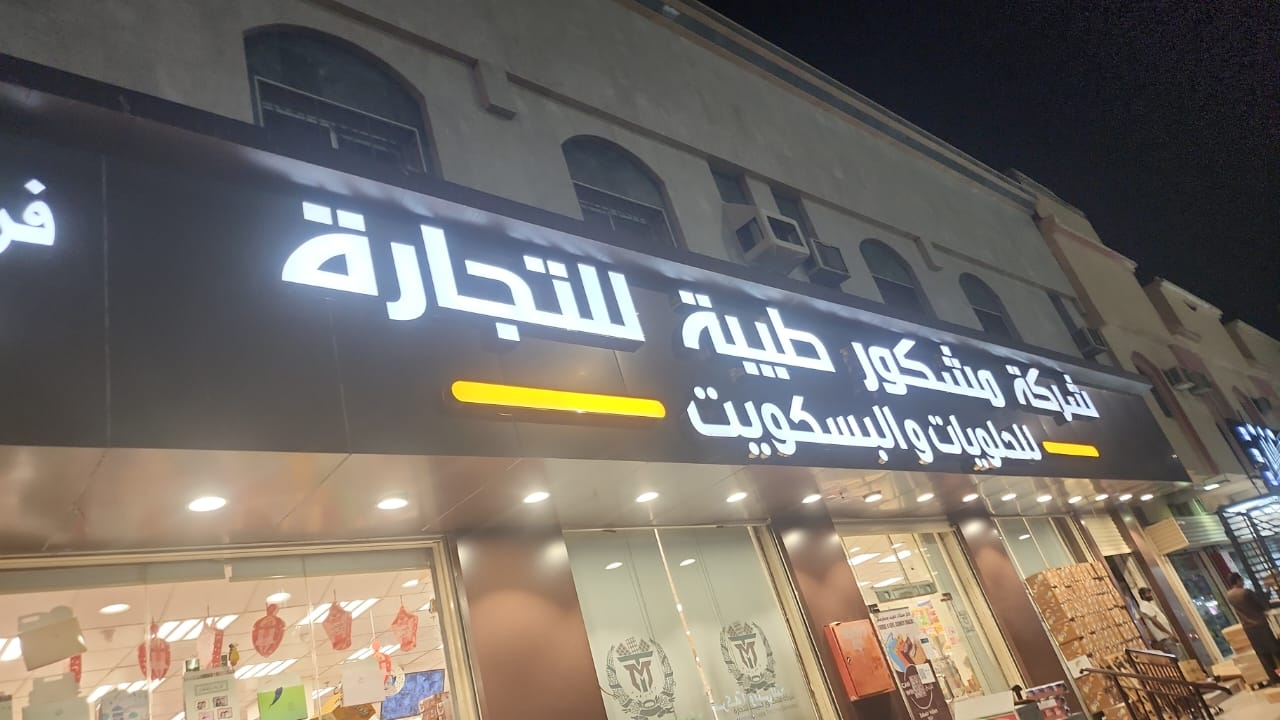 شركة مشكور طيبة للتجارة
للحلويات والبسكويت